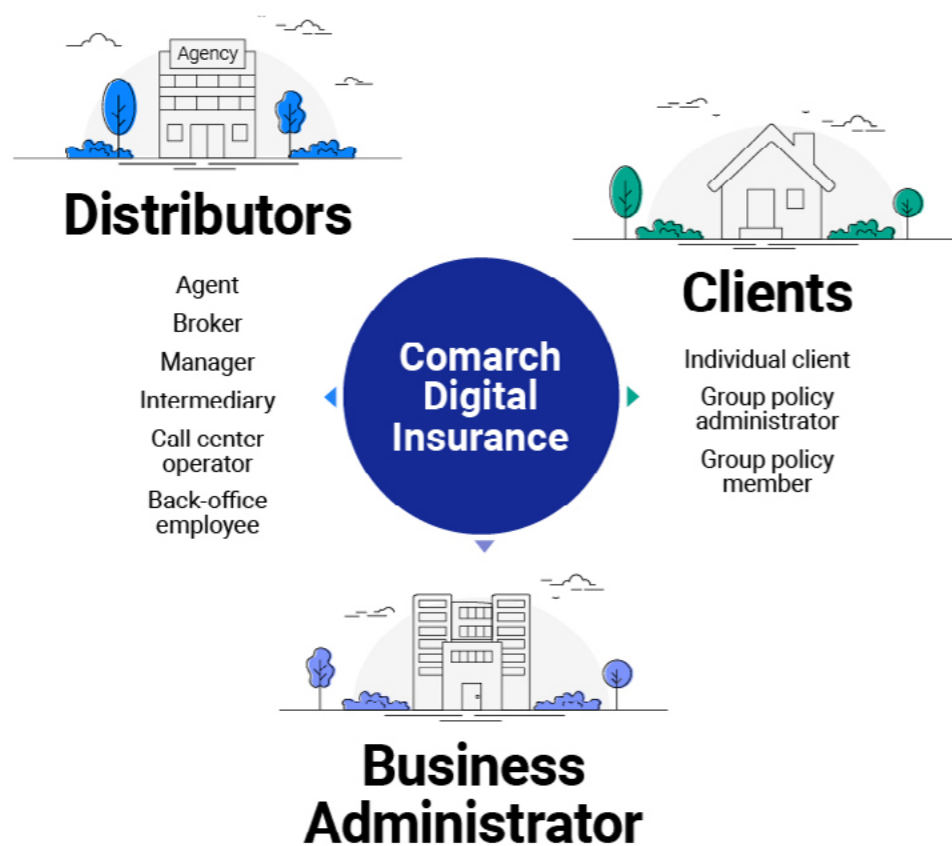 Agency
Distributors
Agent
Broker
Manager
Intermediary
Call center
operator
Back-office
employee
Comarch
Digital
Insurance
Clients
Individual client
Group policy
administrator
Group policy
member
Business
Administrator